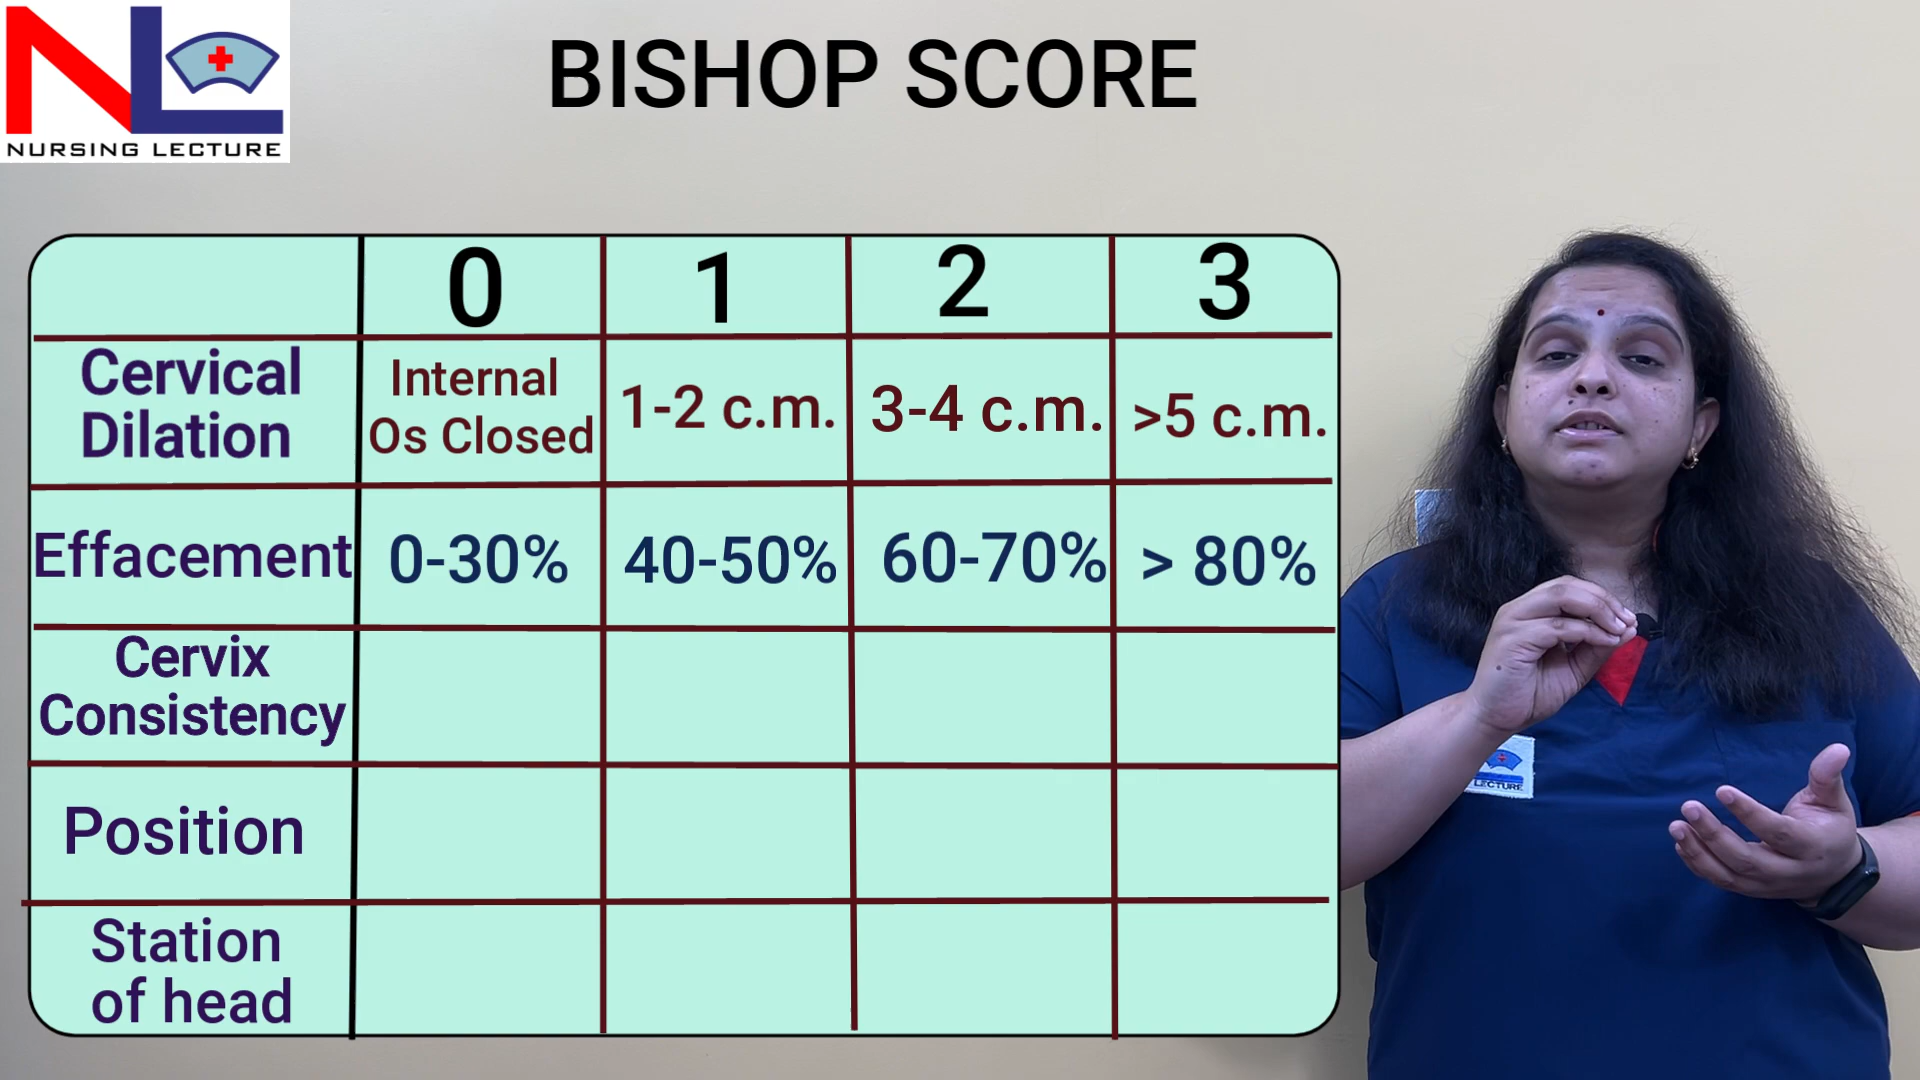 NURSING LECTURE
BISHOP SCORE
0 1 2 3
Cervical
Dilation
Internal
Os Closed
1-2 c.m.
3-4 c.m.
>5 c.m.
Effacement
0-30%
40-50%
60-70%
> 80%
Cervix
Consistency
Position
Station
of head
LECTURE